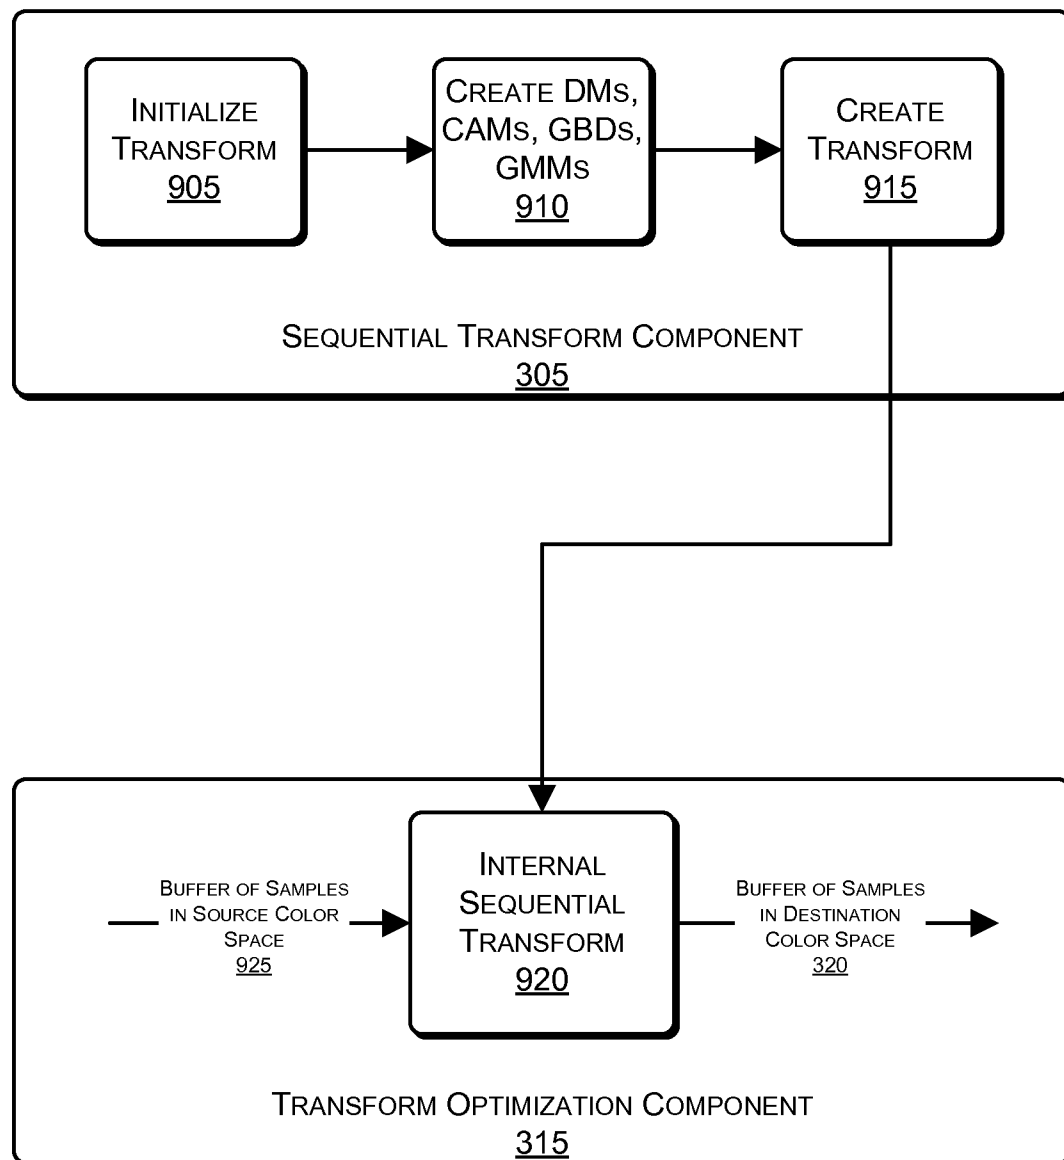 INITIALIZE
TRANSFORM
905
CREATE DMS,
CAMS, GBDS,
GMMS
910
CREATE
TRANSFORM
915
SEQUENTIAL TRANSFORM COMPONENT
305
BUFFER OF SAMPLES
IN SOURCE COLOR
SPACE
925
INTERNAL
SEQUENTIAL
TRANSFORM
920
BUFFER OF SAMPLES
IN DESTINATION
COLOR SPACE
320
TRANSFORM OPTIMIZATION COMPONENT
315